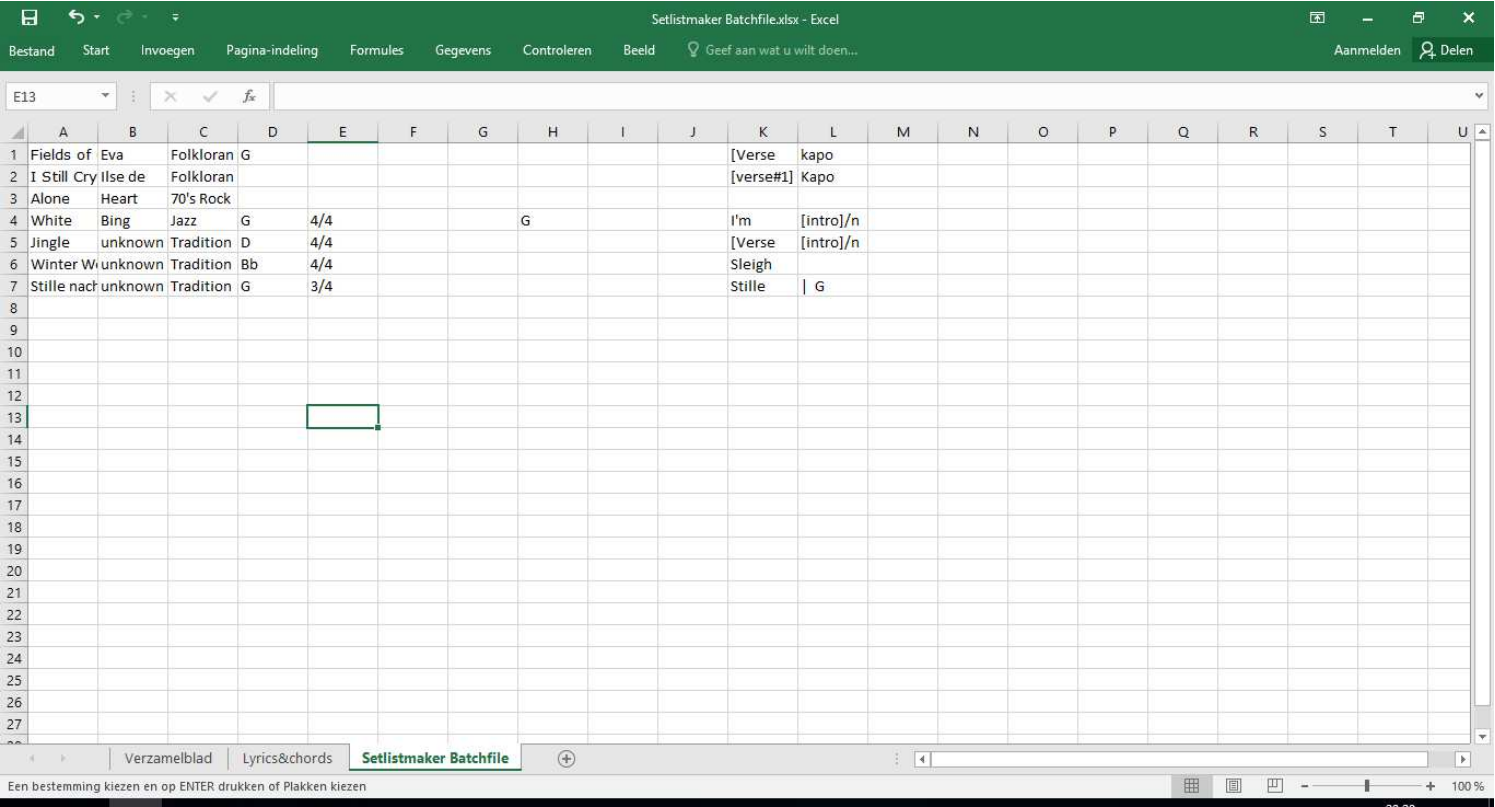 Setlistmaker Batchfile.xlsx - Excel
Bestand Start Invoegen Pagina-indeling Formules Gegevens Controleren Beeld Geef aan wat u wilt doen... Aanmelden Delen
E13 fx
A B C D E F G H I J K L M N O P Q R S T U
1 Fields of Eva Folkloran G [Verse kapo
2 I Still Cry Ilse de Folkloran [verse#1] Kapo
3 Alone Heart 70's Rock
4 White Bing Jazz G 4/4 G I'm [intro]/n
5 Jingle unknown Tradition D 4/4 [Verse [intro]/n
6 Winter W unknown Tradition Bb 4/4 Sleigh
7 Stille nach unknown Tradition G 3/4 Stille | G
8
9
10
11
12
13
14
15
16
17
18
19
20
21
22
23
24
25
26
27
Verzamelblad Lyrics&chords Setlistmaker Batchfile
Een bestemming kiezen en op ENTER drukken of Plakken kiezen 100 %